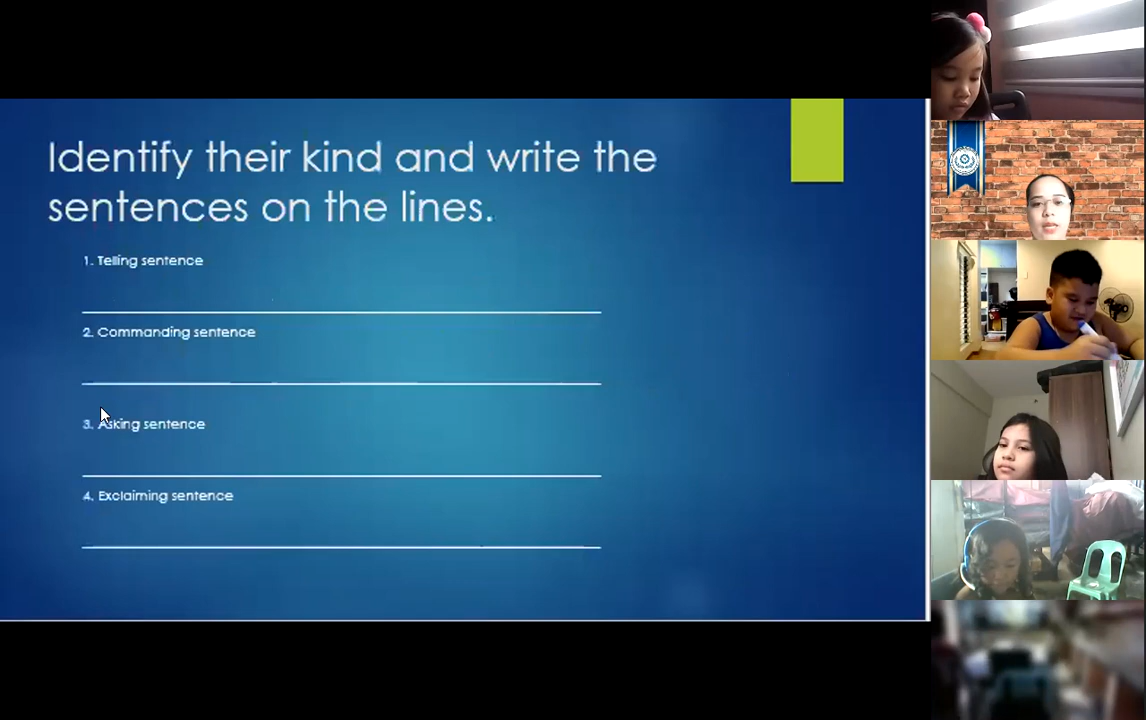 Identify their kind and write the
sentences on the lines.
1. Telling sentence
2. Commanding sentence
3. Asking sentence
4. Exclaiming sentence